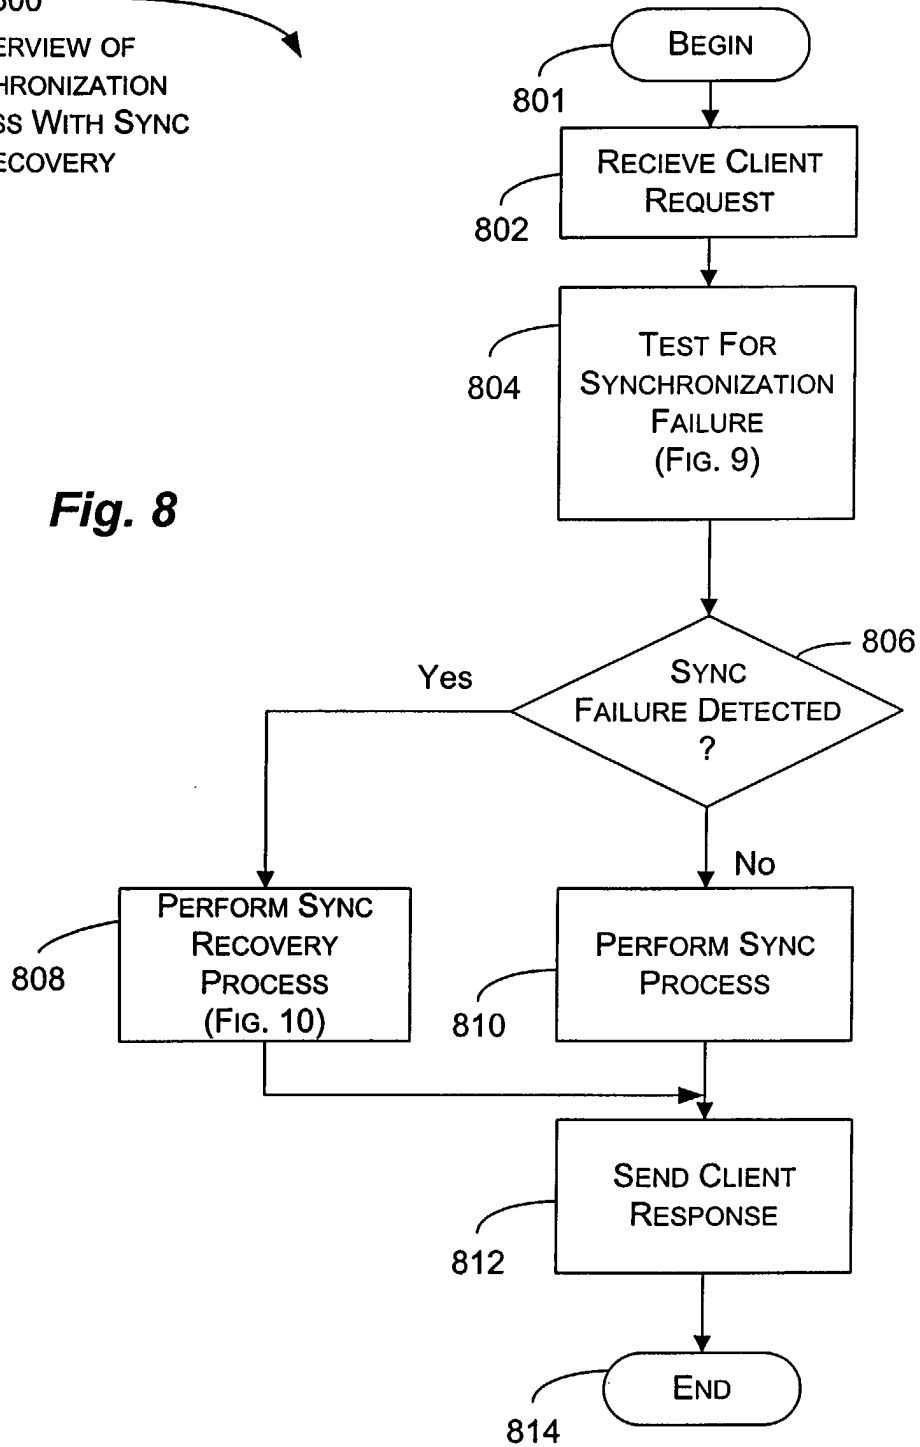 BEGIN
801
ERVIEW OF
HRONIZATION
SS WITH SYNC
ECOVERY
RECIEVE CLIENT
REQUEST
802
TEST FOR
SYNCHRONIZATION
FAILURE
(FIG. 9)
804
Fig. 8
806
SYNC
FAILURE DETECTED
?
Yes
No
PERFORM SYNC
RECOVERY
PROCESS
(FIG. 10)
808
PERFORM SYNC
PROCESS
810
SEND CLIENT
RESPONSE
812
END
814